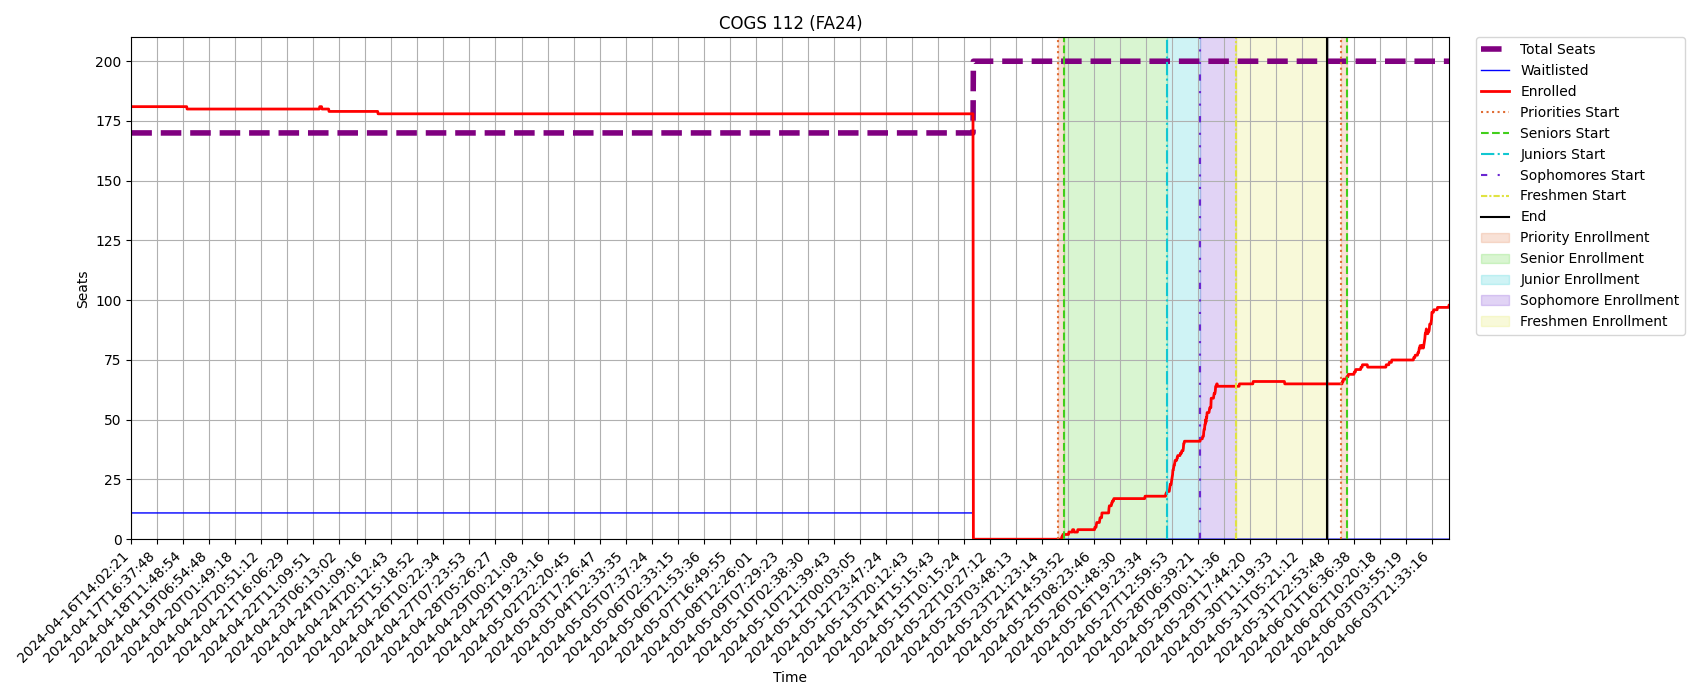 COGS 112 (FA24)
Seats
200
175
150
125
100
75
50
25
0
2024-04-16T14:02:21
2024-04-17T16:37:48
2024-04-18T11:48:54
2024-04-19T06:54:48
2024-04-20T01:49:18
2024-04-20T20:51:12
2024-04-21T16:06:29
2024-04-22T11:09:51
2024-04-23T06:13:02
2024-04-24T01:09:16
2024-04-24T20:12:43
2024-04-25T15:18:52
2024-04-26T10:22:34
2024-04-27T07:23:53
2024-04-28T05:26:27
2024-04-29T00:21:08
2024-04-29T19:23:16
2024-05-02T22:20:45
2024-05-03T17:26:47
2024-05-04T12:33:35
2024-05-05T07:37:24
2024-05-06T02:33:15
2024-05-06T21:53:36
2024-05-07T16:49:55
2024-05-08T12:26:01
2024-05-09T07:29:23
2024-05-10T02:38:30
2024-05-10T21:39:43
2024-05-12T00:03:05
2024-05-12T23:47:24
2024-05-13T20:12:43
2024-05-14T15:15:43
2024-05-15T10:15:24
2024-05-22T10:27:12
2024-05-23T03:48:13
2024-05-23T21:23:14
2024-05-24T14:53:52
2024-05-25T08:23:46
2024-05-26T01:48:30
2024-05-26T19:23:34
2024-05-27T12:59:53
2024-05-28T06:39:21
2024-05-29T00:11:36
2024-05-29T17:44:20
2024-05-30T11:19:33
2024-05-31T05:21:12
2024-05-31T22:53:48
2024-06-01T16:36:38
2024-06-02T10:20:18
2024-06-03T03:55:19
2024-06-03T21:33:16
Time
Total Seats
Waitlisted
Enrolled
Priorities Start
Seniors Start
Juniors Start
Sophomores Start
Freshmen Start
End
Priority Enrollment
Senior Enrollment
Junior Enrollment
Sophomore Enrollment
Freshmen Enrollment